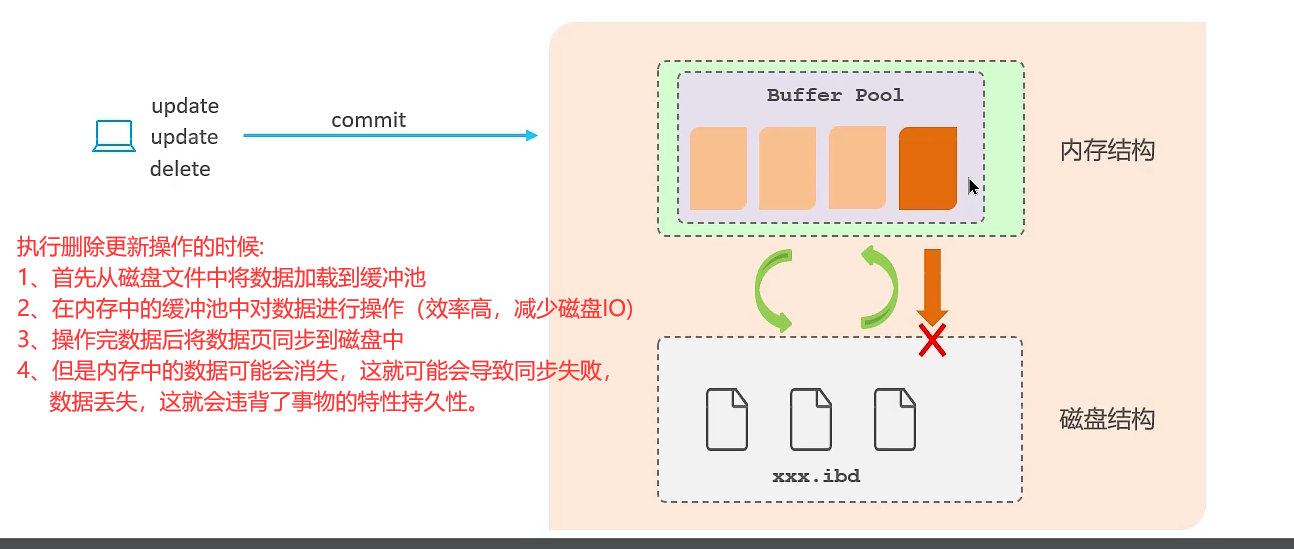 update
update
delete
commit
Buffer Pool
内存结构
执行删除更新操作的时候:
1、首先从磁盘文件中将数据加载到缓冲池
2、在内存中的缓冲池中对数据进行操作（效率高，减少磁盘IO)
3、操作完数据后将数据页同步到磁盘中
4、但是内存中的数据可能会消失，这就可能会导致同步失败，
数据丢失，这就会违背了事物的特性持久性。
xxx.ibd
磁盘结构